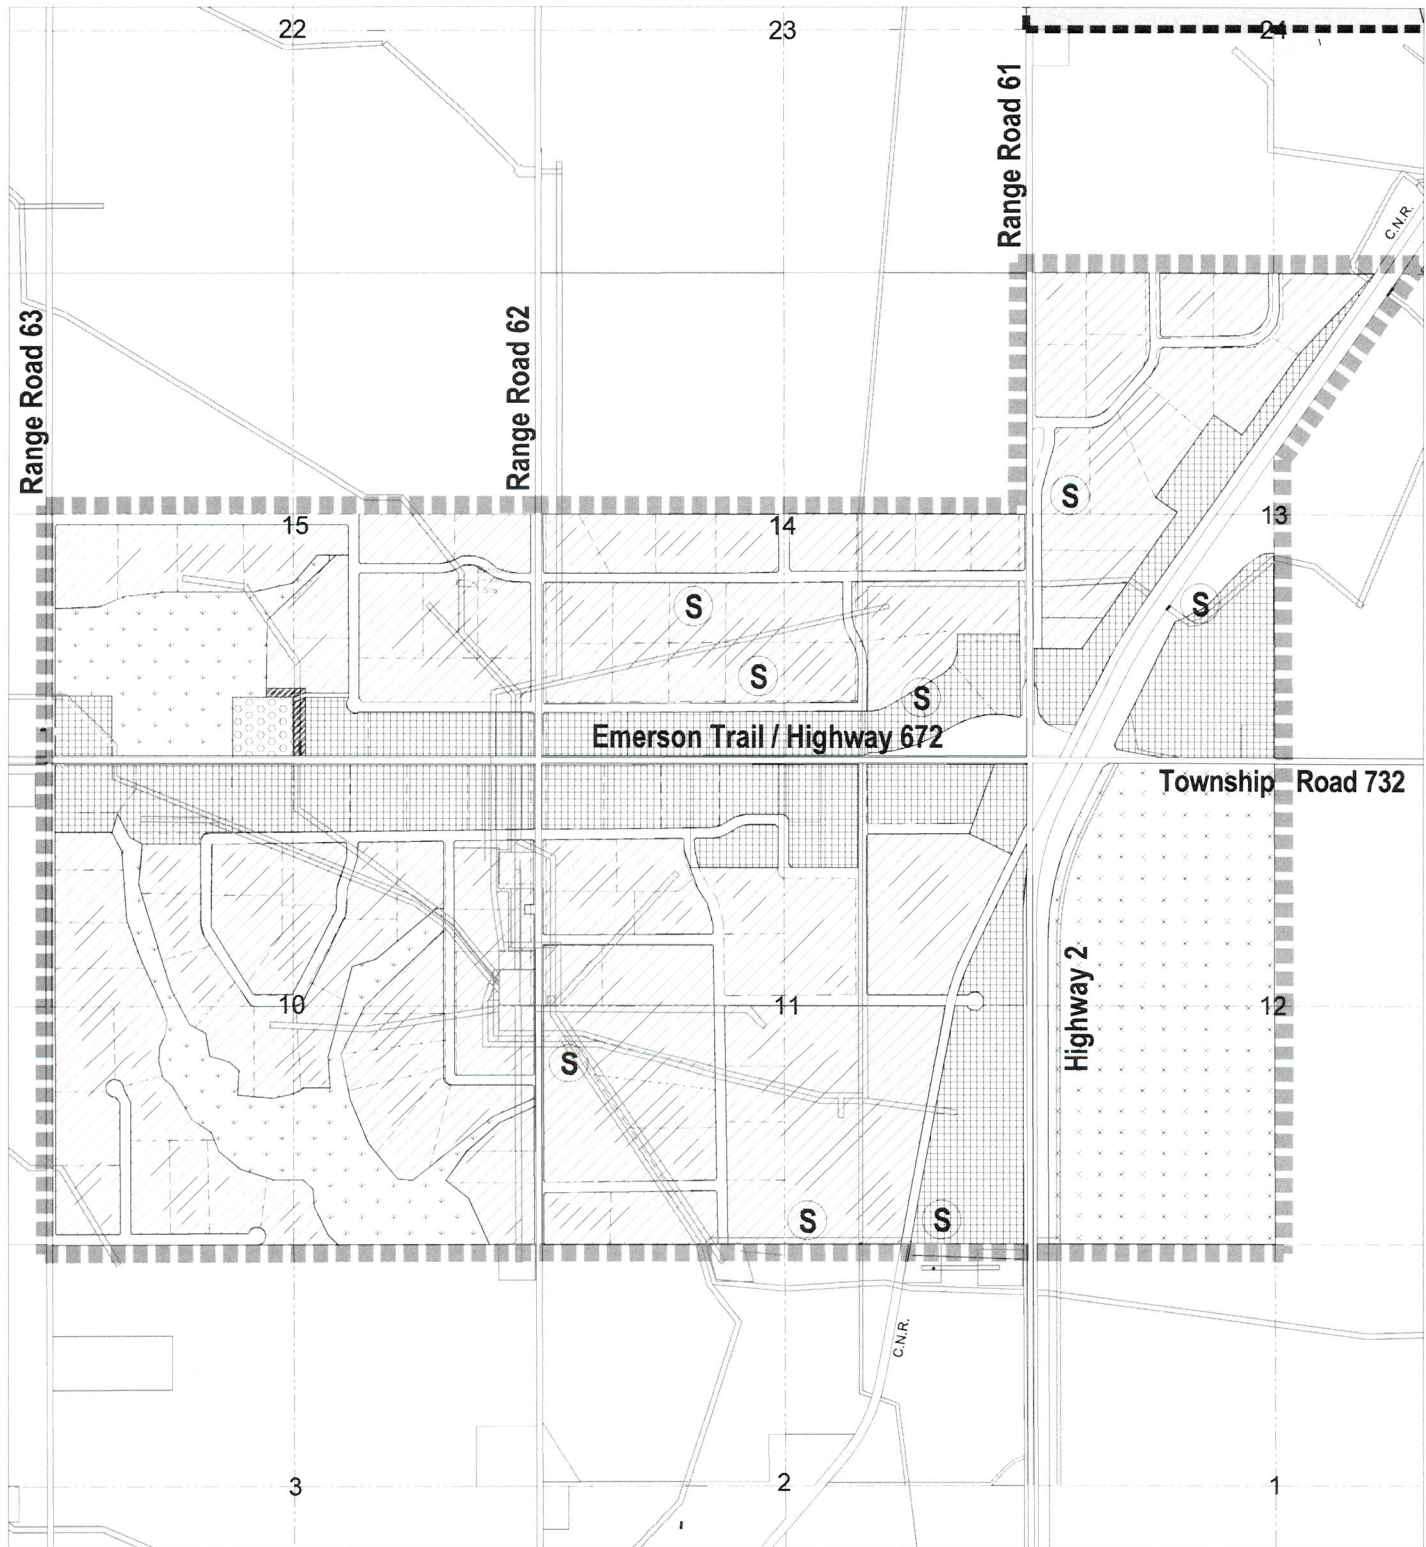 22
23
24
Range Road 61
C.N.R.
Range Road 63
Range Road 62
S
15
14
13
S
S
S
S
Emerson Trail / Highway 672
Township Road 732
Highway 2
10
11
12
S
S
S
C.N.R.
3
2
1